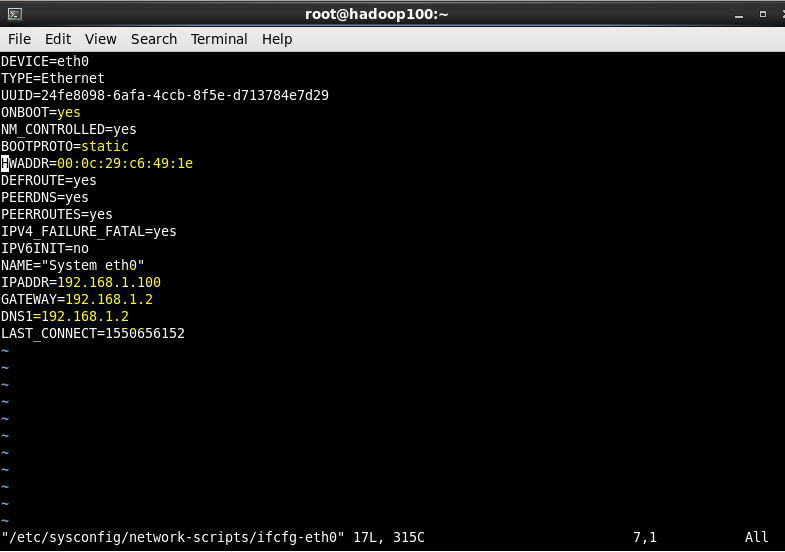 root@hadoop100:~
File Edit View Search Terminal Help
DEVICE=eth0
TYPE=Ethernet
UUID=24fe8098-6afa-4ccb-8f5e-d713784e7d29
ONBOOT=yes
NM_CONTROLLED=yes
BOOTPROTO=static
HWADDR=00:0c:29:c6:49:1e
DEFROUTE=yes
PEERDNS=yes
PEERROUTES=yes
IPV4_FAILURE_FATAL=yes
IPV6INIT=no
NAME="System eth0"
IPADDR=192.168.1.100
GATEWAY=192.168.1.2
DNS1=192.168.1.2
LAST_CONNECT=1550656152
~
~
~
~
~
~
~
~
~
~
~
"/etc/sysconfig/network-scripts/ifcfg-eth0" 17L, 315C 7,1 All